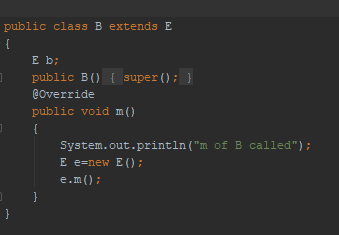 public class B extends E
{
    E b;
    public B() { super(); }
    @Override
    public void m()
    {
        System.out.println("m of B called");
        E e=new E();
        e.m();
    }
}